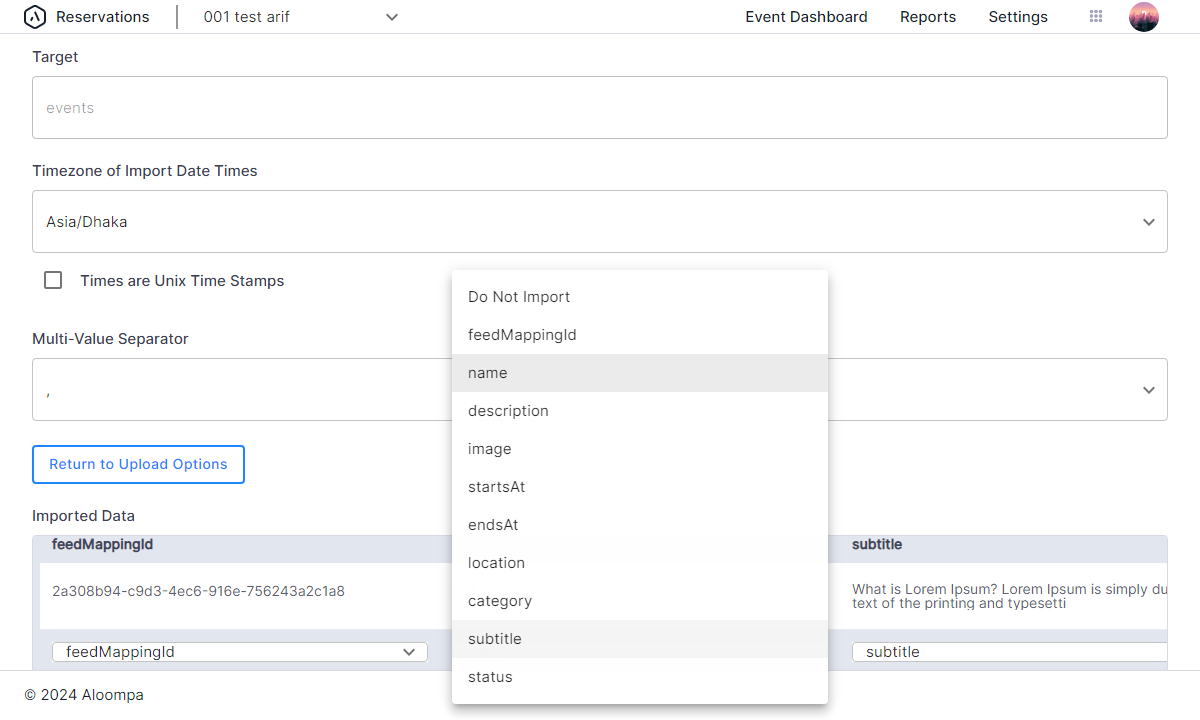 Reservations
001 test arif
Event Dashboard
Reports
Settings
Target
events
Timezone of Import Date Times
Asia/Dhaka
Times are Unix Time Stamps
Multi-Value Separator
,
Return to Upload Options
Do Not Import
feedMappingId
name
description
image
startsAt
endsAt
location
category
subtitle
status
Imported Data
feedMappingId
subtitle
2a308b94-c9d3-4ec6-916e-756243a2c1a8
What is Lorem Ipsum? Lorem Ipsum is simply du
text of the printing and typesetti
feedMappingId
subtitle
© 2024 Aloompa